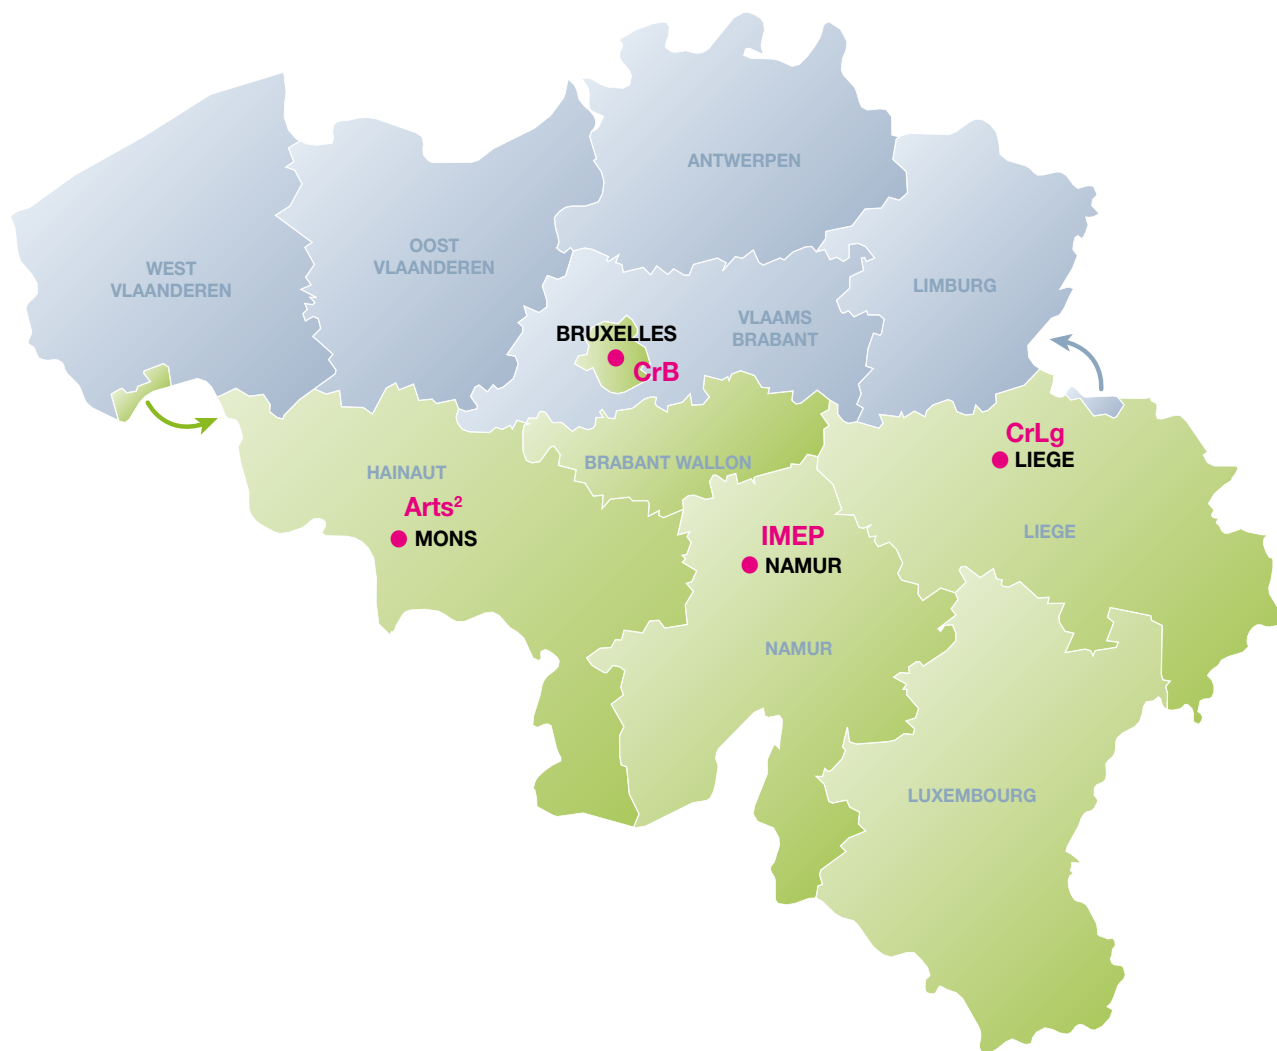 ANTWERPEN
OOST
VLAANDEREN
WEST
VLAANDEREN
LIMBURG
VLAAMS
BRABANT
BRUXELLES
CrB
CrLg
LIEGE
BRABANT WALLON
HAINAUT
Arts²
MONS
IMEP
NAMUR
LIEGE
NAMUR
LUXEMBOURG